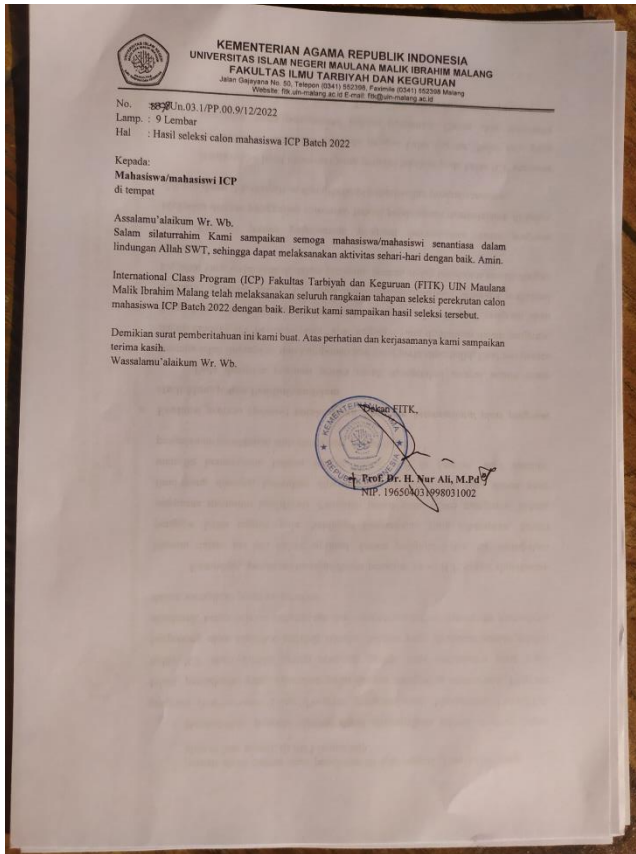 KEMENTERIAN AGAMA REPUBLIK INDONESIA
UNIVERSITAS ISLAM NEGERI MAULANA MALIK IBRAHIM MALANG
FAKULTAS ILMU TARBIYAH DAN KEGURUAN
Jalan Gajayana No. 50, Telepon (0341) 552398, Faximile (0341) 552398 Malang
Website: fitk.uin-malang.ac.id E-mail: fitk@uin-malang.ac.id
No. Un.03.1/PP.00.9/12/2022
Lamp. : 9 Lembar
Hal : Hasil seleksi calon mahasiswa ICP Batch 2022
Kepada:
Mahasiswa/mahasiswi ICP
di tempat
Assalamu’alaikum Wr. Wb.
Salam silaturrahim Kami sampaikan semoga mahasiswa/mahasiswi senantiasa dalam
lindungan Allah SWT, sehingga dapat melaksanakan aktivitas sehari-hari dengan baik. Amin.
International Class Program (ICP) Fakultas Tarbiyah dan Keguruan (FITK) UIN Maulana
Malik Ibrahim Malang telah melaksanakan seluruh rangkaian tahapan seleksi perekrutan calon
mahasiswa ICP Batch 2022 dengan baik. Berikut kami sampaikan hasil seleksi tersebut.
Demikian surat pemberitahuan ini kami buat. Atas perhatian dan kerjasamanya kami sampaikan
terima kasih.
Wassalamu’alaikum Wr. Wb.
Dekan FITK,
KEMENTERIAN AGAMA
REPUBLIK INDONESIA
Prof. Dr. H. Nur Ali, M.Pd
NIP. 196504031998031002